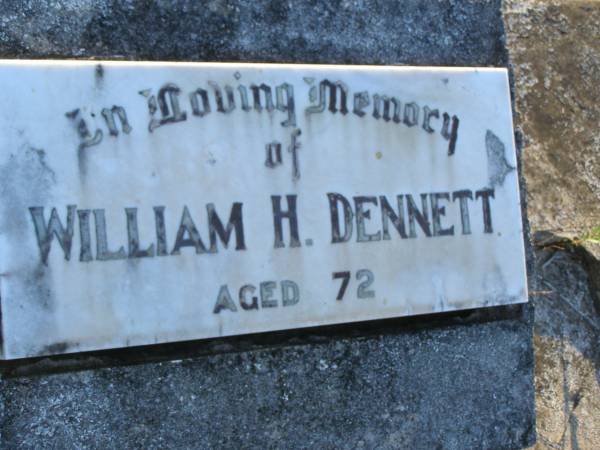 In Loving Memory
of
WILLIAM H. DENNETT.
AGED 72